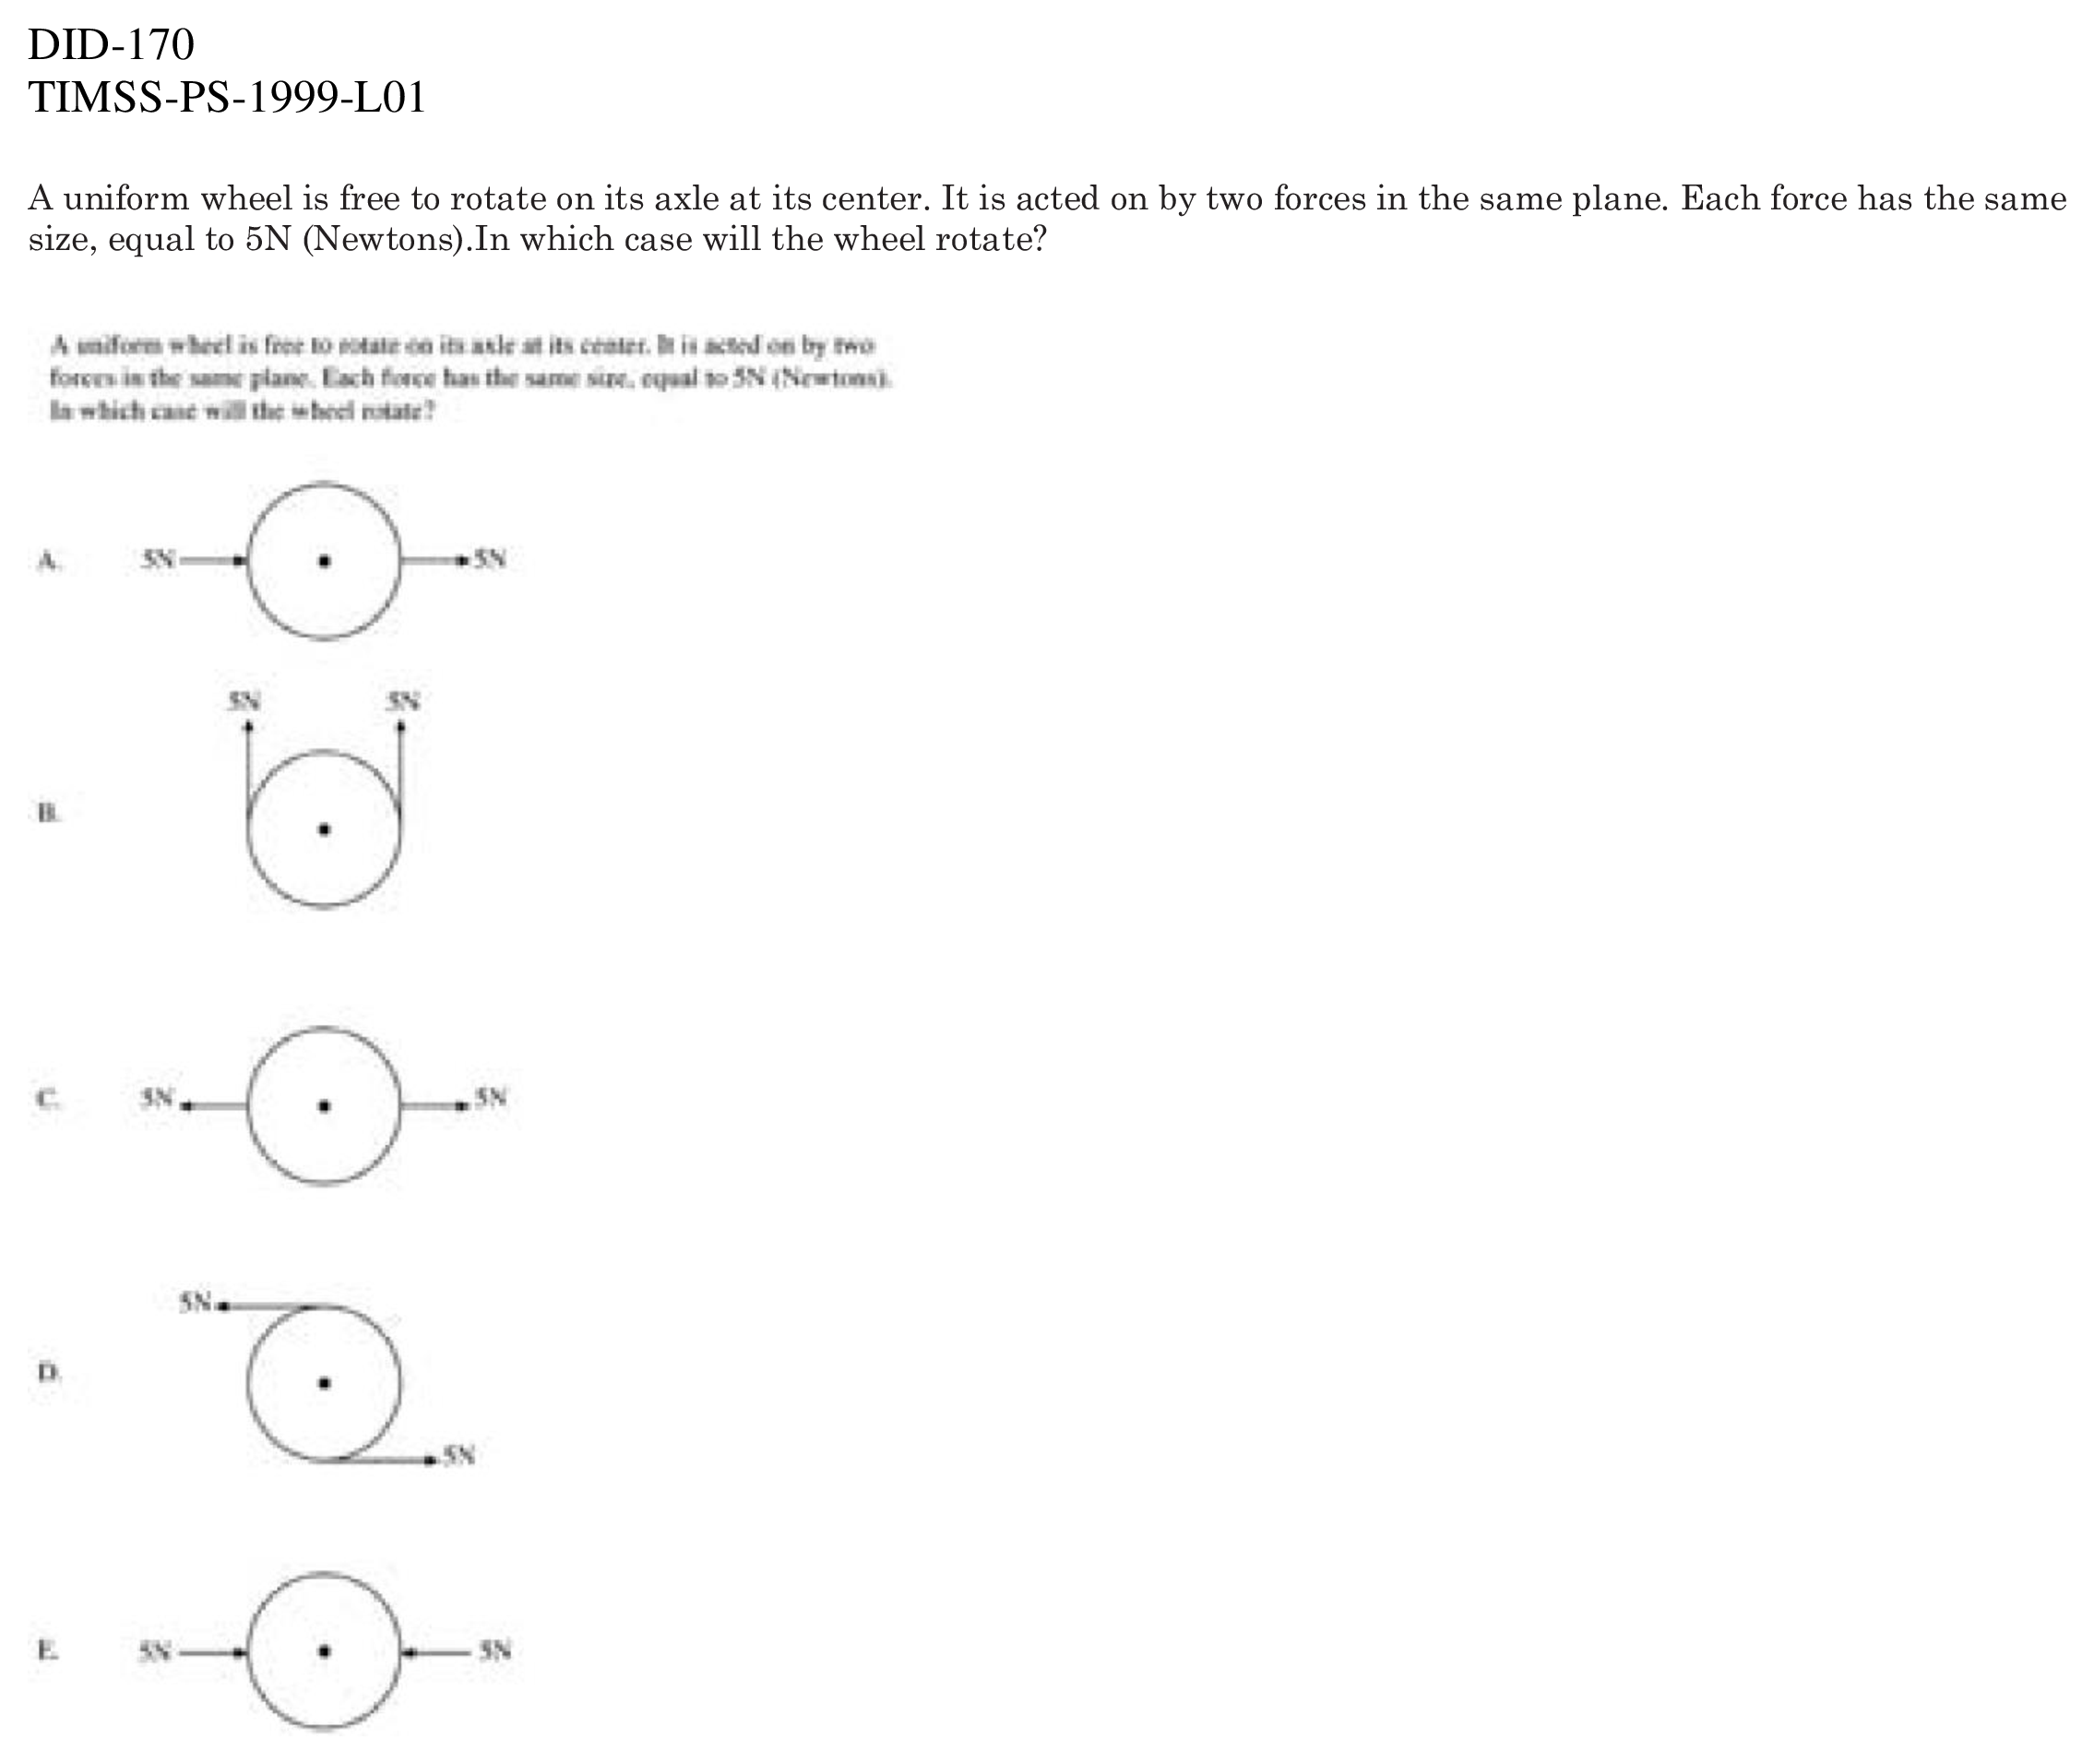 DID-170
TIMSS-PS-1999-L01
A uniform wheel is free to rotate on its axle at its center. It is acted on by two forces in the same plane. Each force has the same
size, equal to 5N (Newtons).In which case will the wheel rotate?
A uniform wheel is free to rotate on its axle at its center. It is acted on by two
forces in the same plane. Each force has the same size, equal to 5N (Newtons).
In which case will the wheel rotate?
A. 5N 5N
5N 5N
B.
C. 5N 5N
5N
D.
5N
E. 5N 5N